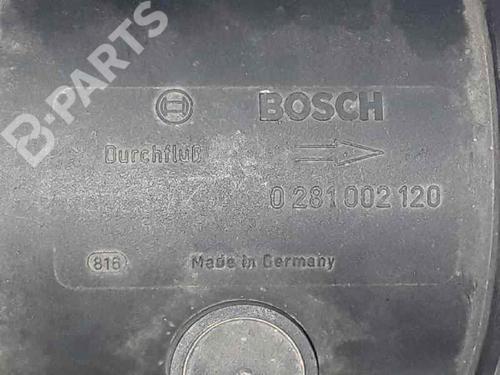 B-PARTS
BOSCH
Durchfluß
0 281 002 120
816
Made in Germany